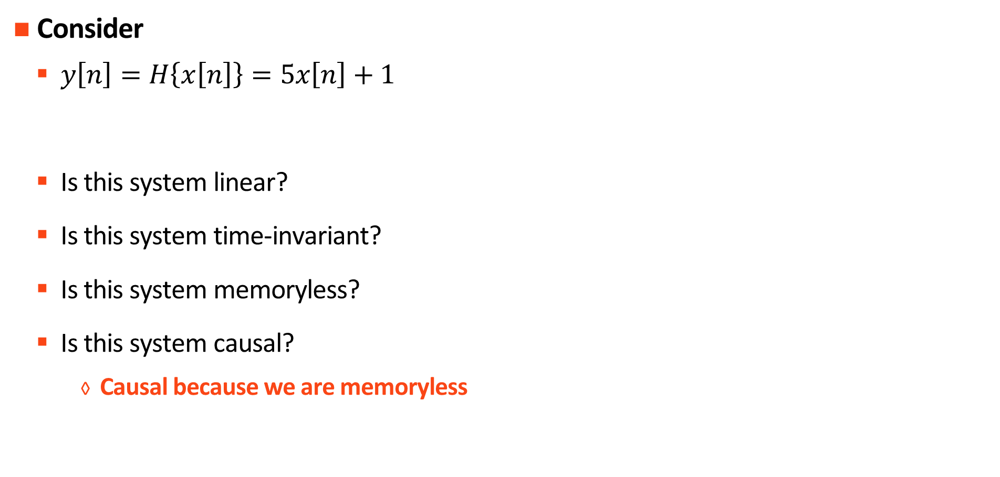 Consider
y[n] = H{x[n]} = 5x[n] + 1
Is this system linear?
Is this system time-invariant?
Is this system memoryless?
Is this system causal?
Causal because we are memoryless